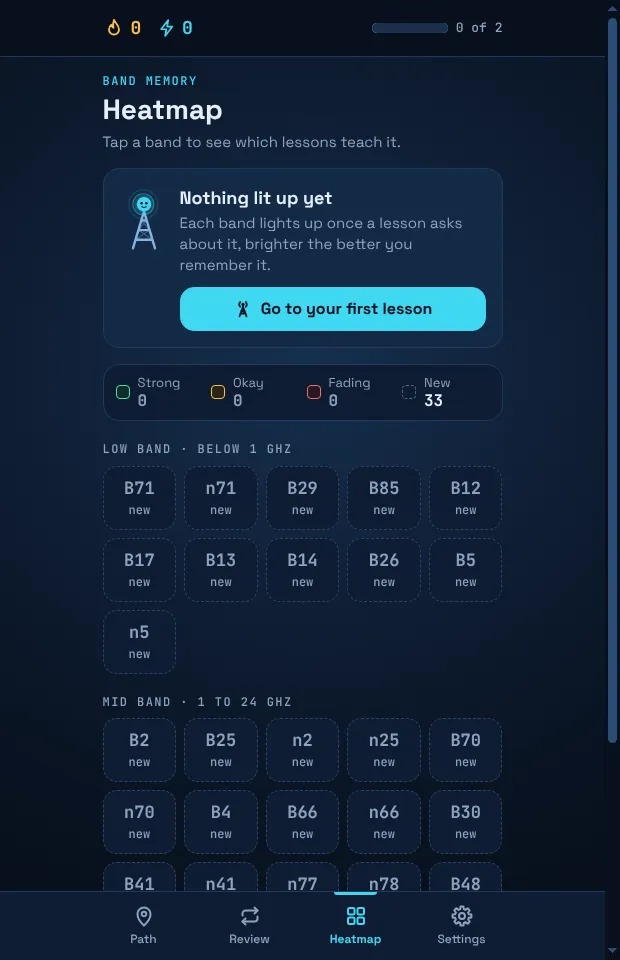 0 0 0 of 2
BAND MEMORY
Heatmap
Tap a band to see which lessons teach it.
Nothing lit up yet
Each band lights up once a lesson asks
about it, brighter the better you
remember it.
Go to your first lesson
Strong Okay Fading New
0 0 0 33
LOW BAND · BELOW 1 GHZ
B71 n71 B29 B85 B12
new new new new new
B17 B13 B14 B26 B5
new new new new new
n5
new
MID BAND · 1 TO 24 GHZ
B2 B25 n2 n25 B70
new new new new new
n70 B4 B66 n66 B30
new new new new new
B41 n41 n77 n78 B48
Path Review Heatmap Settings